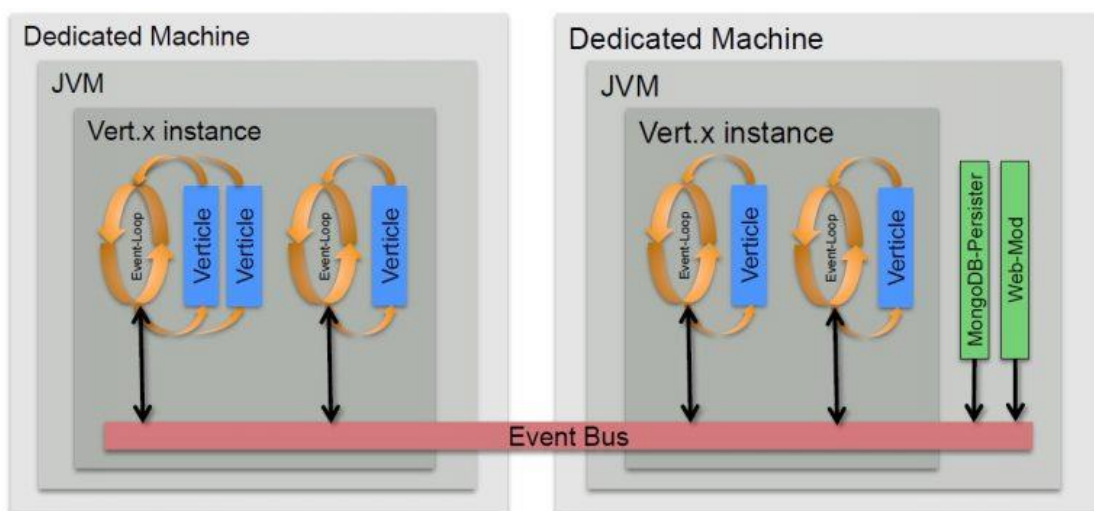 Dedicated Machine
JVM
Vert.x instance
Event-Loop
Verticle
Verticle
Event-Loop
Verticle
Dedicated Machine
JVM
Vert.x instance
Event-Loop
Verticle
Event-Loop
Verticle
MongoDB-Persister
Web-Mod
Event Bus